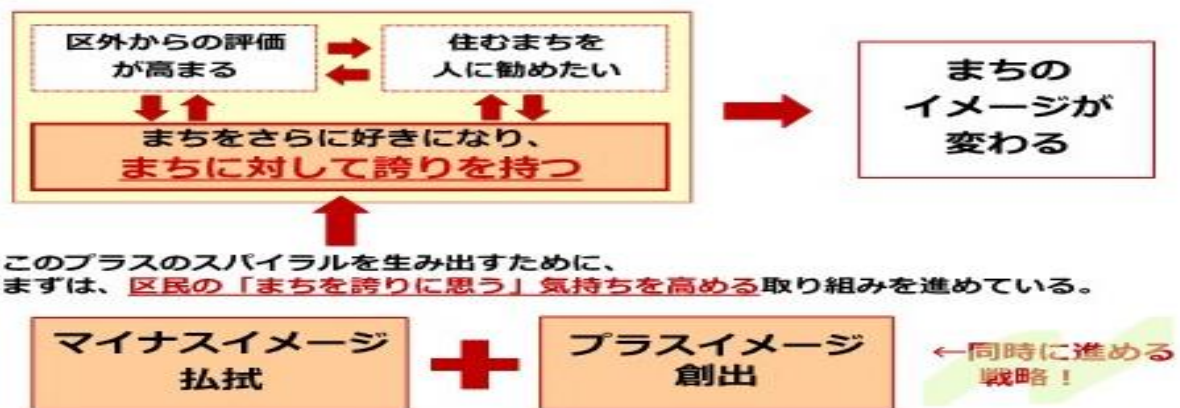 区外からの評価
が高まる
住むまちを
人に勧めたい
まちをさらに好きになり、
まちに対して誇りを持つ
まちの
イメージが
変わる
このプラスのスパイラルを生み出すために、
まずは、区民の「まちを誇りに思う」気持ちを高める取り組みを進めている。
マイナスイメージ
払拭
プラスイメージ
創出
←同時に進める
戦略！